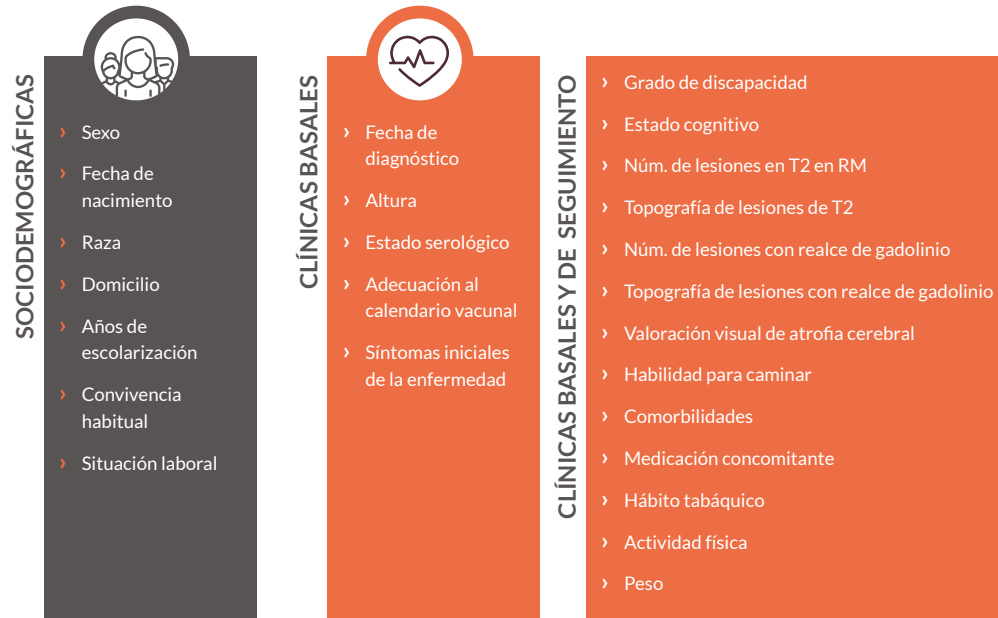 SOCIODEMOGRÁFICAS
› Sexo
› Fecha de
nacimiento
› Raza
› Domicilio
› Años de
escolarización
› Convivencia
habitual
› Situación laboral
CLÍNICAS BASALES
› Fecha de
diagnóstico
› Altura
› Estado serológico
› Adecuación al
calendario vacunal
› Síntomas iniciales
de la enfermedad
CLÍNICAS BASALES Y DE SEGUIMIENTO
› Grado de discapacidad
› Estado cognitivo
› Núm. de lesiones en T2 en RM
› Topografía de lesiones de T2
› Núm. de lesiones con realce de gadolinio
› Topografía de lesiones con realce de gadolinio
› Valoración visual de atrofia cerebral
› Habilidad para caminar
› Comorbilidades
› Medicación concomitante
› Hábito tabáquico
› Actividad física
› Peso